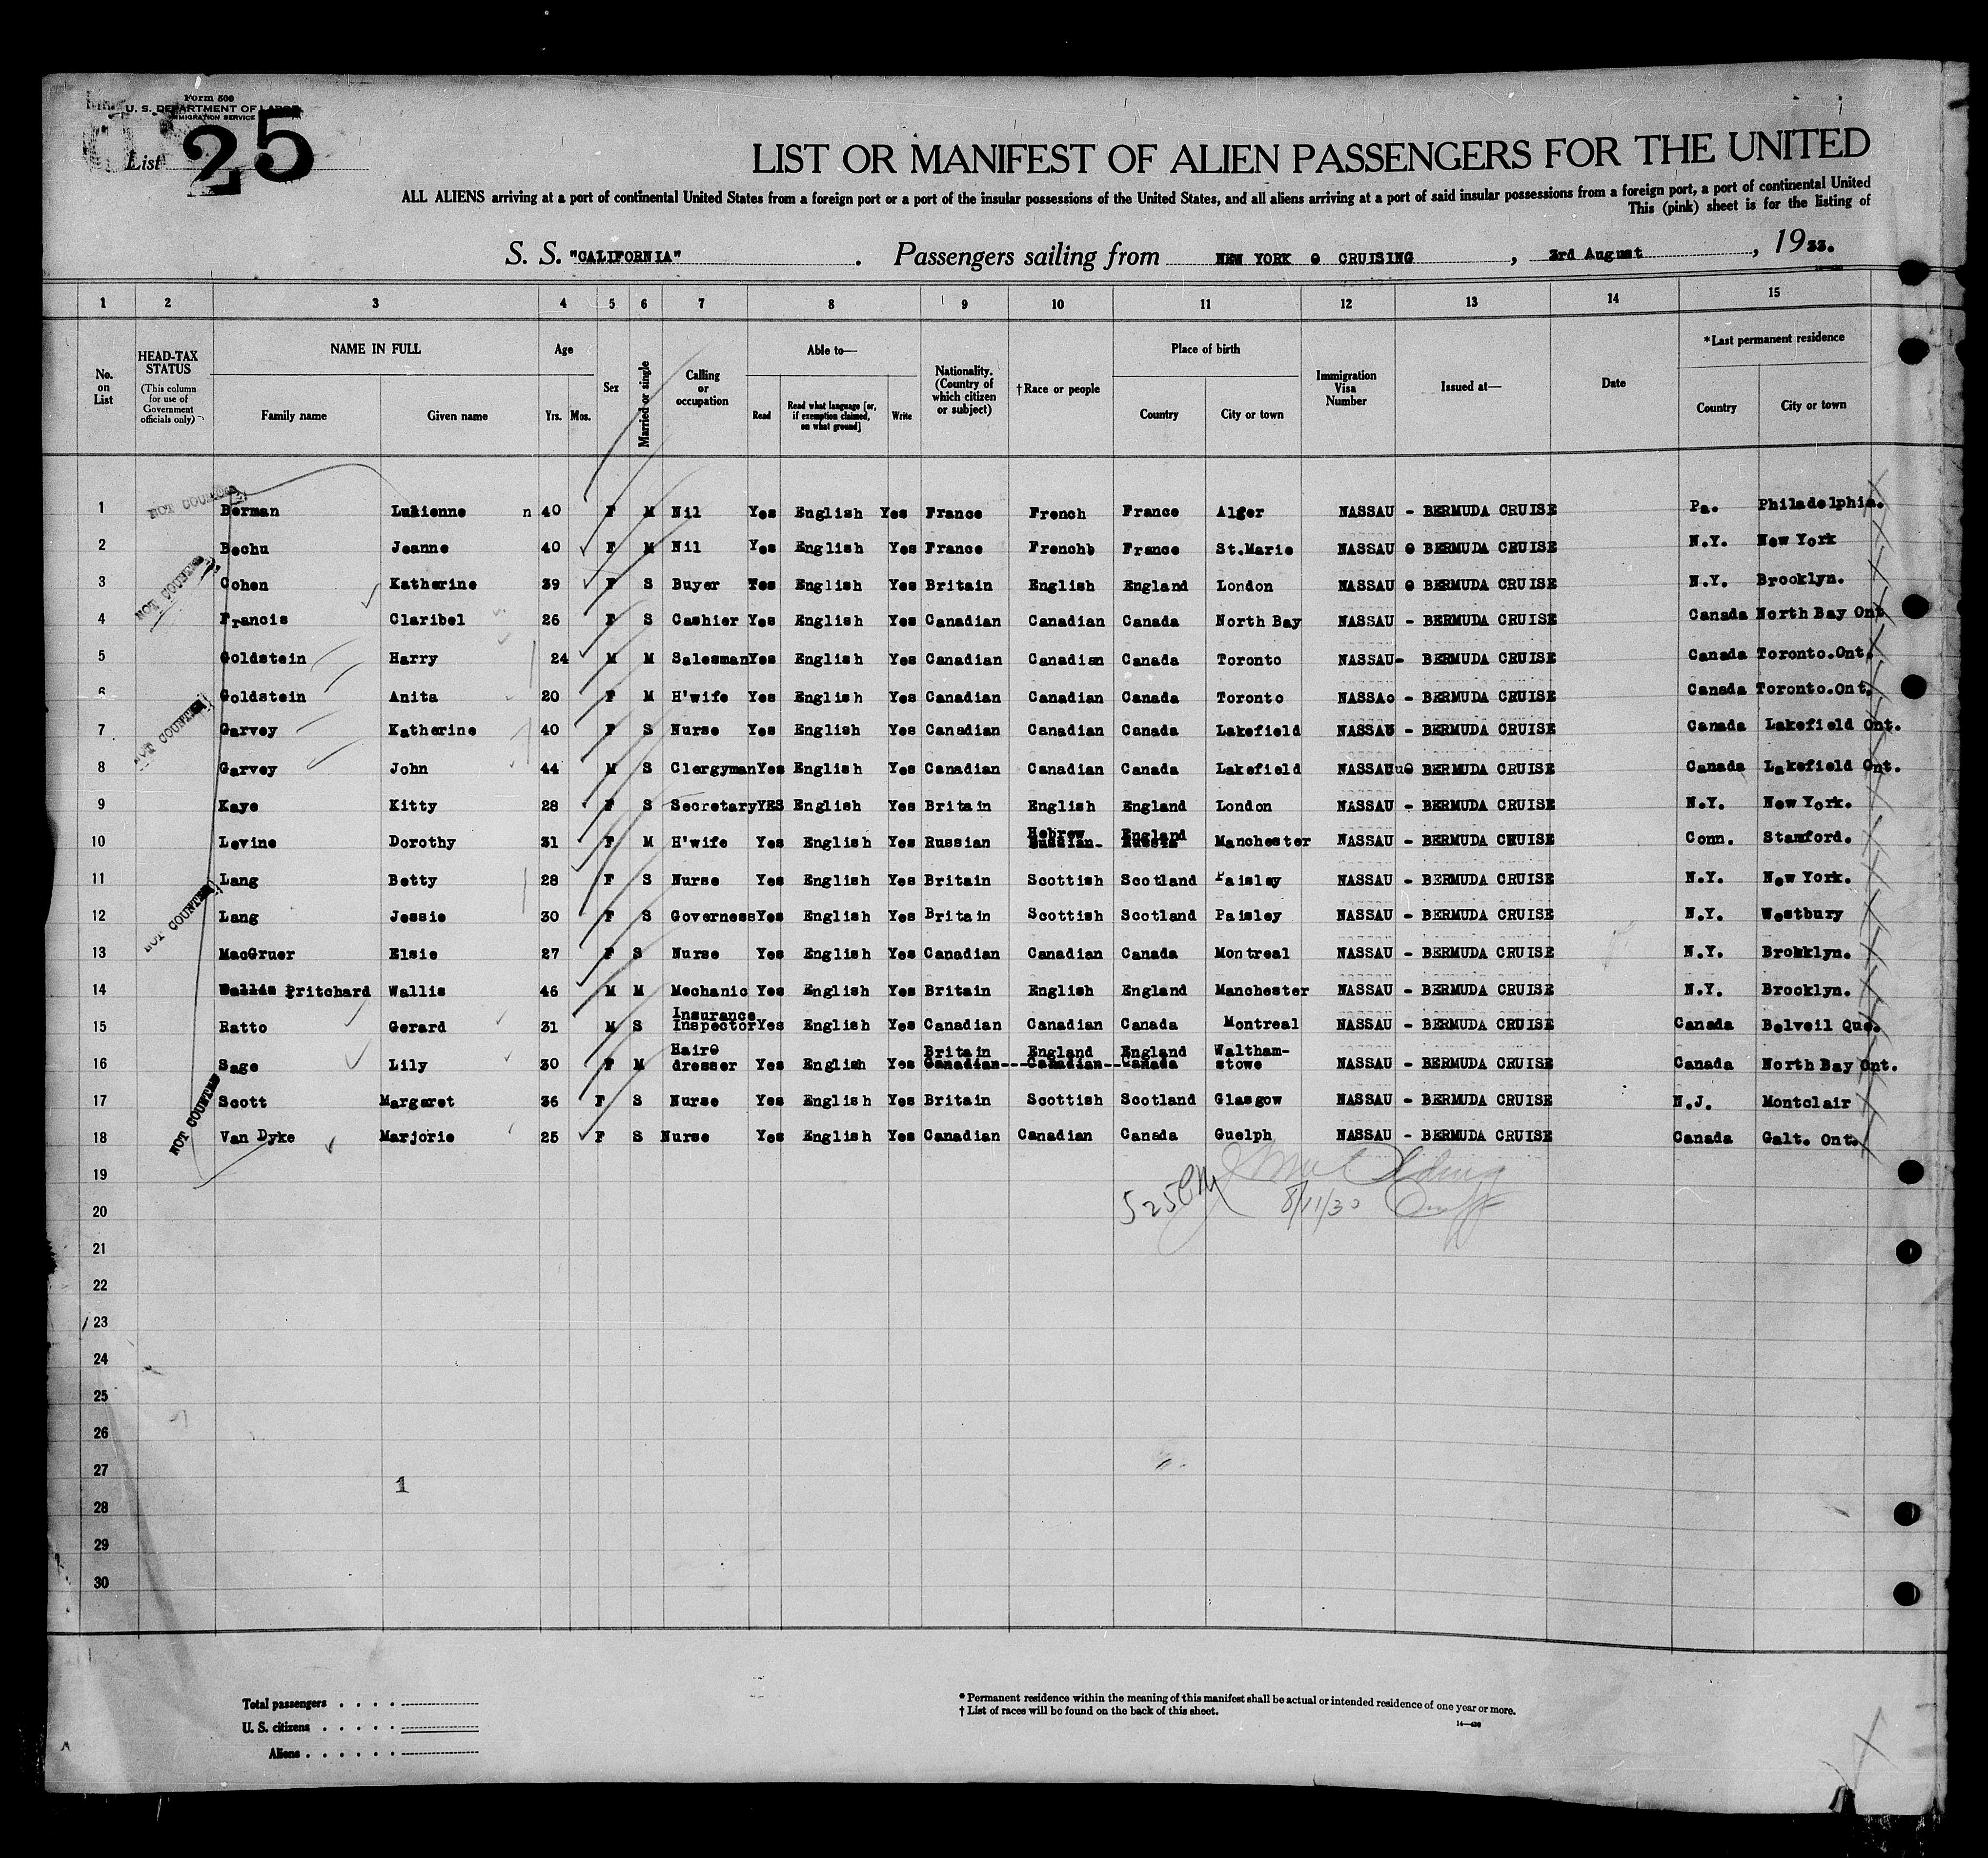 Form 500
U. S. DEPARTMENT OF LABOR
IMMIGRATION SERVICE
List 25
LIST OR MANIFEST OF ALIEN PASSENGERS FOR THE UNITED
ALL ALIENS arriving at a port of continental United States from a foreign port or a port of the insular possessions of the United States, and all aliens arriving at a port of said insular possessions from a foreign port, a port of continental United
This (pink) sheet is for the listing of
S. S. "CALIFORNIA" . Passengers sailing from NEW YORK @ CRUISING , 3rd August , 1933.
1 2 3 4 5 6 7 8 9 10 11 12 13 14 15
No. on List
HEAD-TAX STATUS (This column for use of Government officials only)
NAME IN FULL Family name Given name
Age Yrs. Mos.
Sex
Married or single
Calling or occupation
Able to— Read Read what language [or, if exemption claimed, on what ground] Write
Nationality. (Country of which citizen or subject)
† Race or people
Place of birth Country City or town
Immigration Visa Number
Issued at—
Date
*Last permanent residence Country City or town
1 NOT COUNTED Berman Lukienne n 40 F M Nil Yes English Yes France French France Alger NASSAU - BERMUDA CRUISE Pa. Philadelphia.
2 Bechu Jeanne 40 F M Nil Yes English Yes France Frenchb France St.Marie NASSAU @ BERMUDA CRUISE N.Y. New York
3 NOT COUNTED Cohen Katherine 39 F S Buyer Yes English Yes Britain English England London NASSAU @ BERMUDA CRUISE N.Y. Brooklyn.
4 Francis Claribel 26 F S Cashier Yes English Yes Canadian Canadian Canada North Bay NASSAU - BERMUDA CRUISE Canada North Bay Ont
5 Goldstein Harry 24 M M Salesman Yes English Yes Canadian Canadian Canada Toronto NASSAU- BERMUDA CRUISE Canada Toronto.Ont.
6 Goldstein Anita 20 F M H'wife Yes English Yes Canadian Canadian Canada Toronto NASSAo - BERMUDA CRUISE Canada Toronto.Ont.
7 NOT COUNTED Garvey Katherine 40 F S Nurse Yes English Yes Canadian Canadian Canada Lakefield NASSAU - BERMUDA CRUISE Canada Lakefield Ont.
8 Garvey John 44 M S Clergyman Yes English Yes Canadian Canadian Canada Lakefield NASSAUu@ BERMUDA CRUISE Canada Lakefield Ont.
9 Kaye Kitty 28 F S Secretary YES English Yes Britain English England London NASSAU - BERMUDA CRUISE N.Y. New York.
10 Levine Dorothy 31 F M H'wife Yes English Yes Russian Hebrew Russian- England Russia Manchester NASSAU - BERMUDA CRUISE Conn. Stamford.
11 Lang Betty 28 F S Nurse Yes English Yes Britain Scottish Scotland Paisley NASSAU - BERMUDA CRUISE N.Y. New York.
12 NOT COUNTED Lang Jessie 30 F S Governess Yes English Yes Britain Scottish Scotland Paisley NASSAU - BERMUDA CRUISE N.Y. Westbury
13 MacGruer Elsie 27 F S Nurse Yes English Yes Canadian Canadian Canada Montreal NASSAU - BERMUDA CRUISE N.Y. Brooklyn.
14 Wallis Pritchard Wallis 46 M M Mechanic Yes English Yes Britain English England Manchester NASSAU - BERMUDA CRUISE N.Y. Brooklyn.
15 Ratto Gerard 31 M S Insurance Inspector Yes English Yes Canadian Canadian Canada Montreal NASSAU - BERMUDA CRUISE Canada Belveil Que.
16 Sage Lily 30 F M Hair@ dresser Yes English Yes Britain Canadian--- England Canadian-- England Canada Waltham- stowe NASSAU - BERMUDA CRUISE Canada North Bay Ont.
17 NOT COUNTED Scott Margaret 36 F S Nurse Yes English Yes Britain Scottish Scotland Glasgow NASSAU - BERMUDA CRUISE N.J. Montclair
18 Van Dyke Marjorie 25 F S Nurse Yes English Yes Canadian Canadian Canada Guelph NASSAU - BERMUDA CRUISE Canada Galt. Ont.
19
20 525 8/11/33
21
22
23
24
25
26
27
1
28
29
30
Total passengers . . . .
U. S. citizens . . . . .
Aliens . . . . . .
* Permanent residence within the meaning of this manifest shall be actual or intended residence of one year or more.
† List of races will be found on the back of this sheet.
14—430